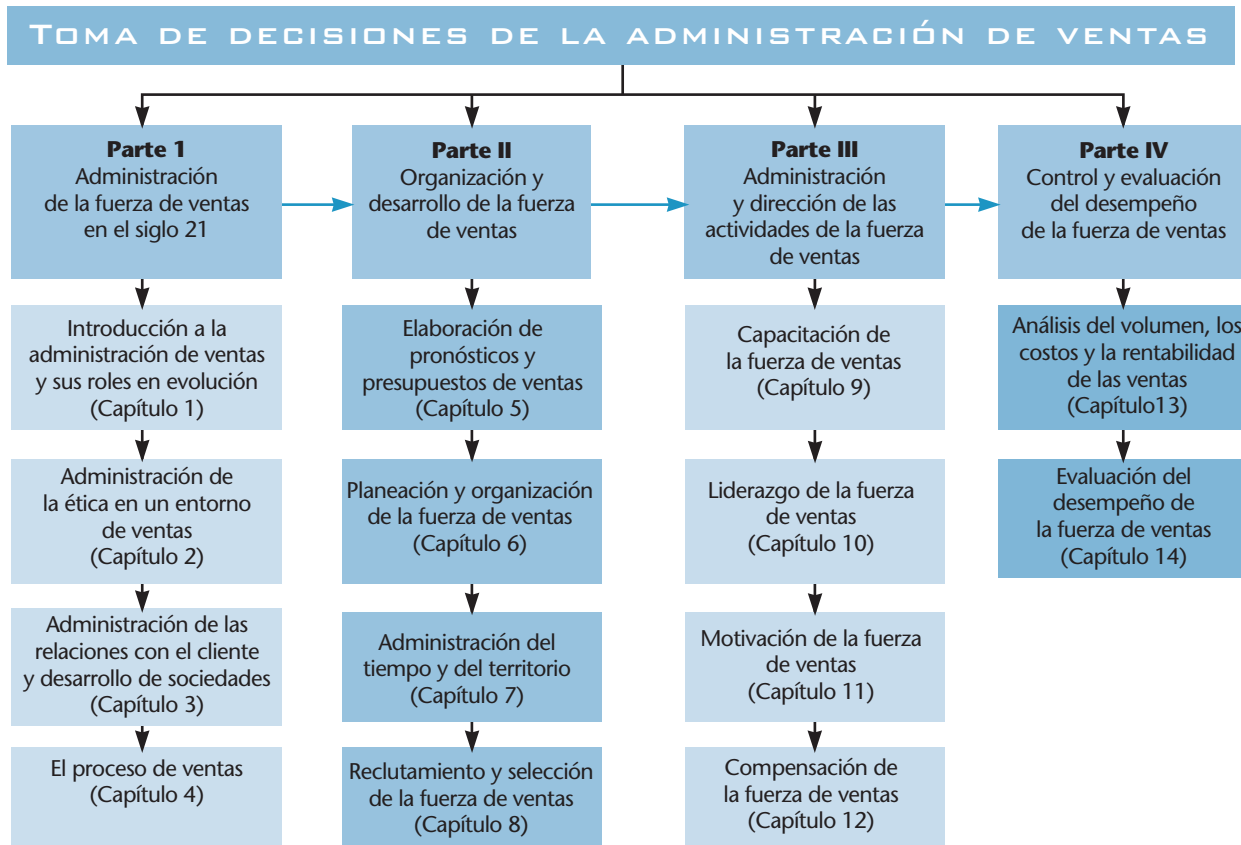 TOMA DE DECISIONES DE LA ADMINISTRACIÓN DE VENTAS
Parte 1
Administración
de la fuerza de ventas
en el siglo 21
Introducción a la
administración de ventas
y sus roles en evolución
(Capítulo 1)
Administración de
la ética en un entorno
de ventas
(Capítulo 2)
Administración de las
relaciones con el cliente
y desarrollo de sociedades
(Capítulo 3)
El proceso de ventas
(Capítulo 4)
Parte II
Organización y
desarrollo de la fuerza
de ventas
Elaboración de
pronósticos y
presupuestos de ventas
(Capítulo 5)
Planeación y organización
de la fuerza de ventas
(Capítulo 6)
Administración del
tiempo y del territorio
(Capítulo 7)
Reclutamiento y selección
de la fuerza de ventas
(Capítulo 8)
Parte III
Administración
y dirección de las
actividades de la fuerza
de ventas
Capacitación de
la fuerza de ventas
(Capítulo 9)
Liderazgo de la fuerza
de ventas
(Capítulo 10)
Motivación de la fuerza
de ventas
(Capítulo 11)
Compensación de
la fuerza de ventas
(Capítulo 12)
Parte IV
Control y evaluación
del desempeño
de la fuerza de ventas
Análisis del volumen, los
costos y la rentabilidad
de las ventas
(Capítulo13)
Evaluación del
desempeño de
la fuerza de ventas
(Capítulo 14)